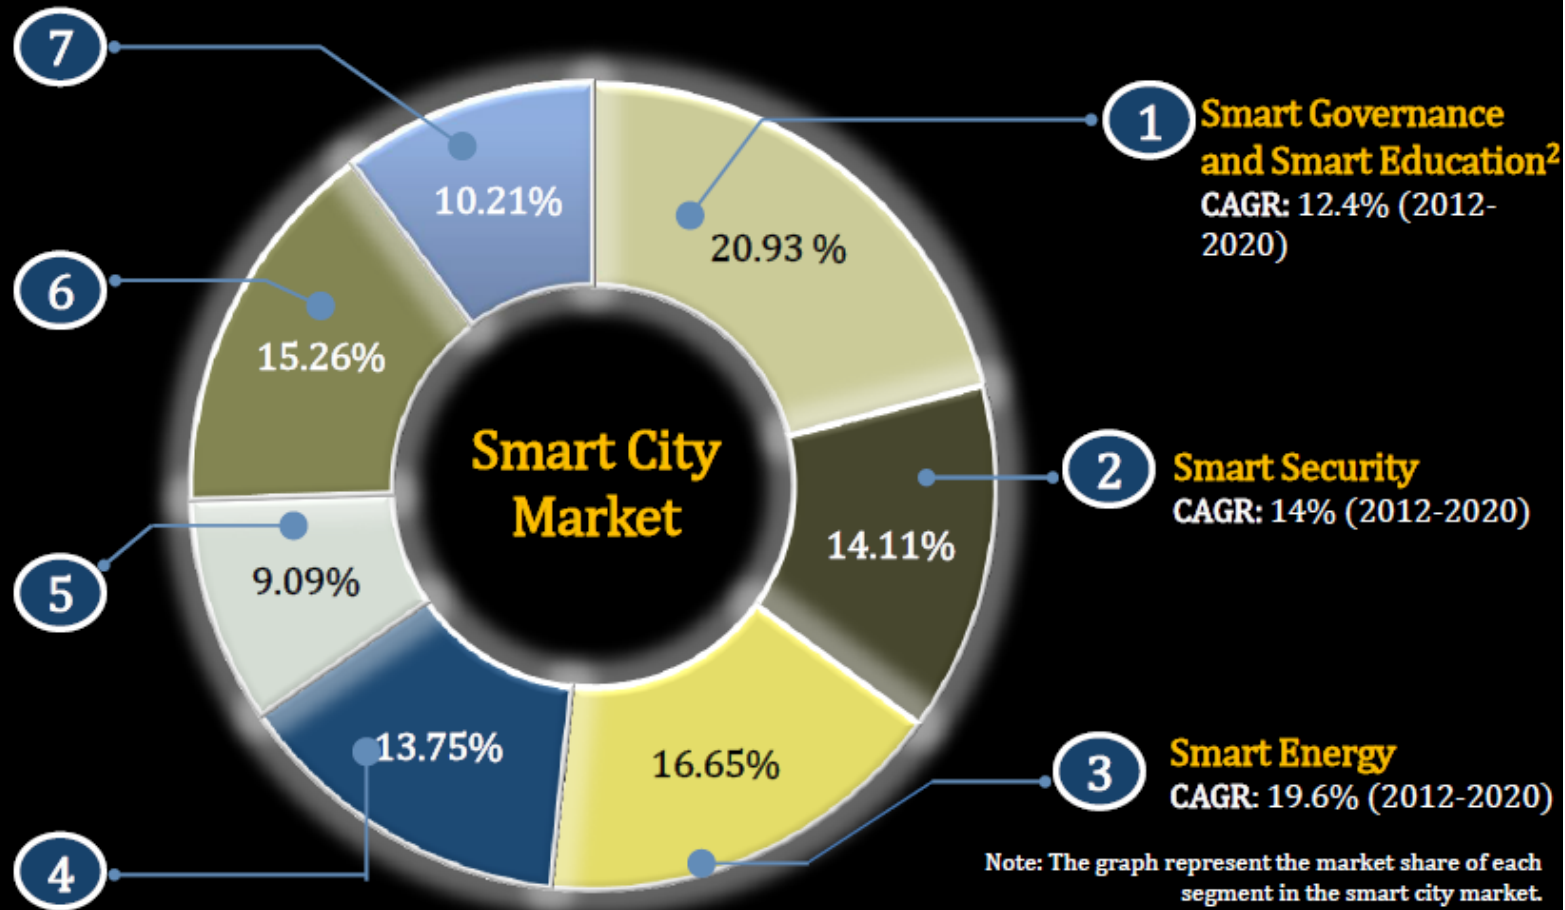 7
1
Smart Governance
and Smart Education²
CAGR: 12.4% (2012-
2020)
10.21%
20.93 %
6
15.26%
Smart City
Market
2
Smart Security
CAGR: 14% (2012-2020)
14.11%
5
9.09%
13.75%
16.65%
3
Smart Energy
CAGR: 19.6% (2012-2020)
4
Note: The graph represent the market share of each
segment in the smart city market.